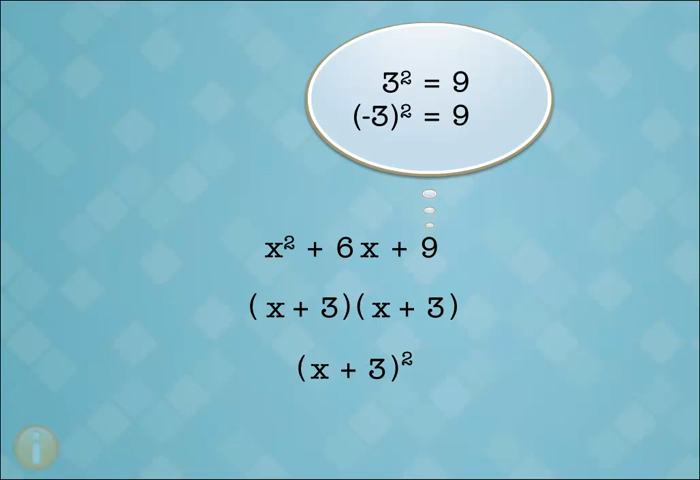 3² = 9
(-3)² = 9
x² + 6x + 9
(x + 3)(x + 3)
(x + 3)²
i